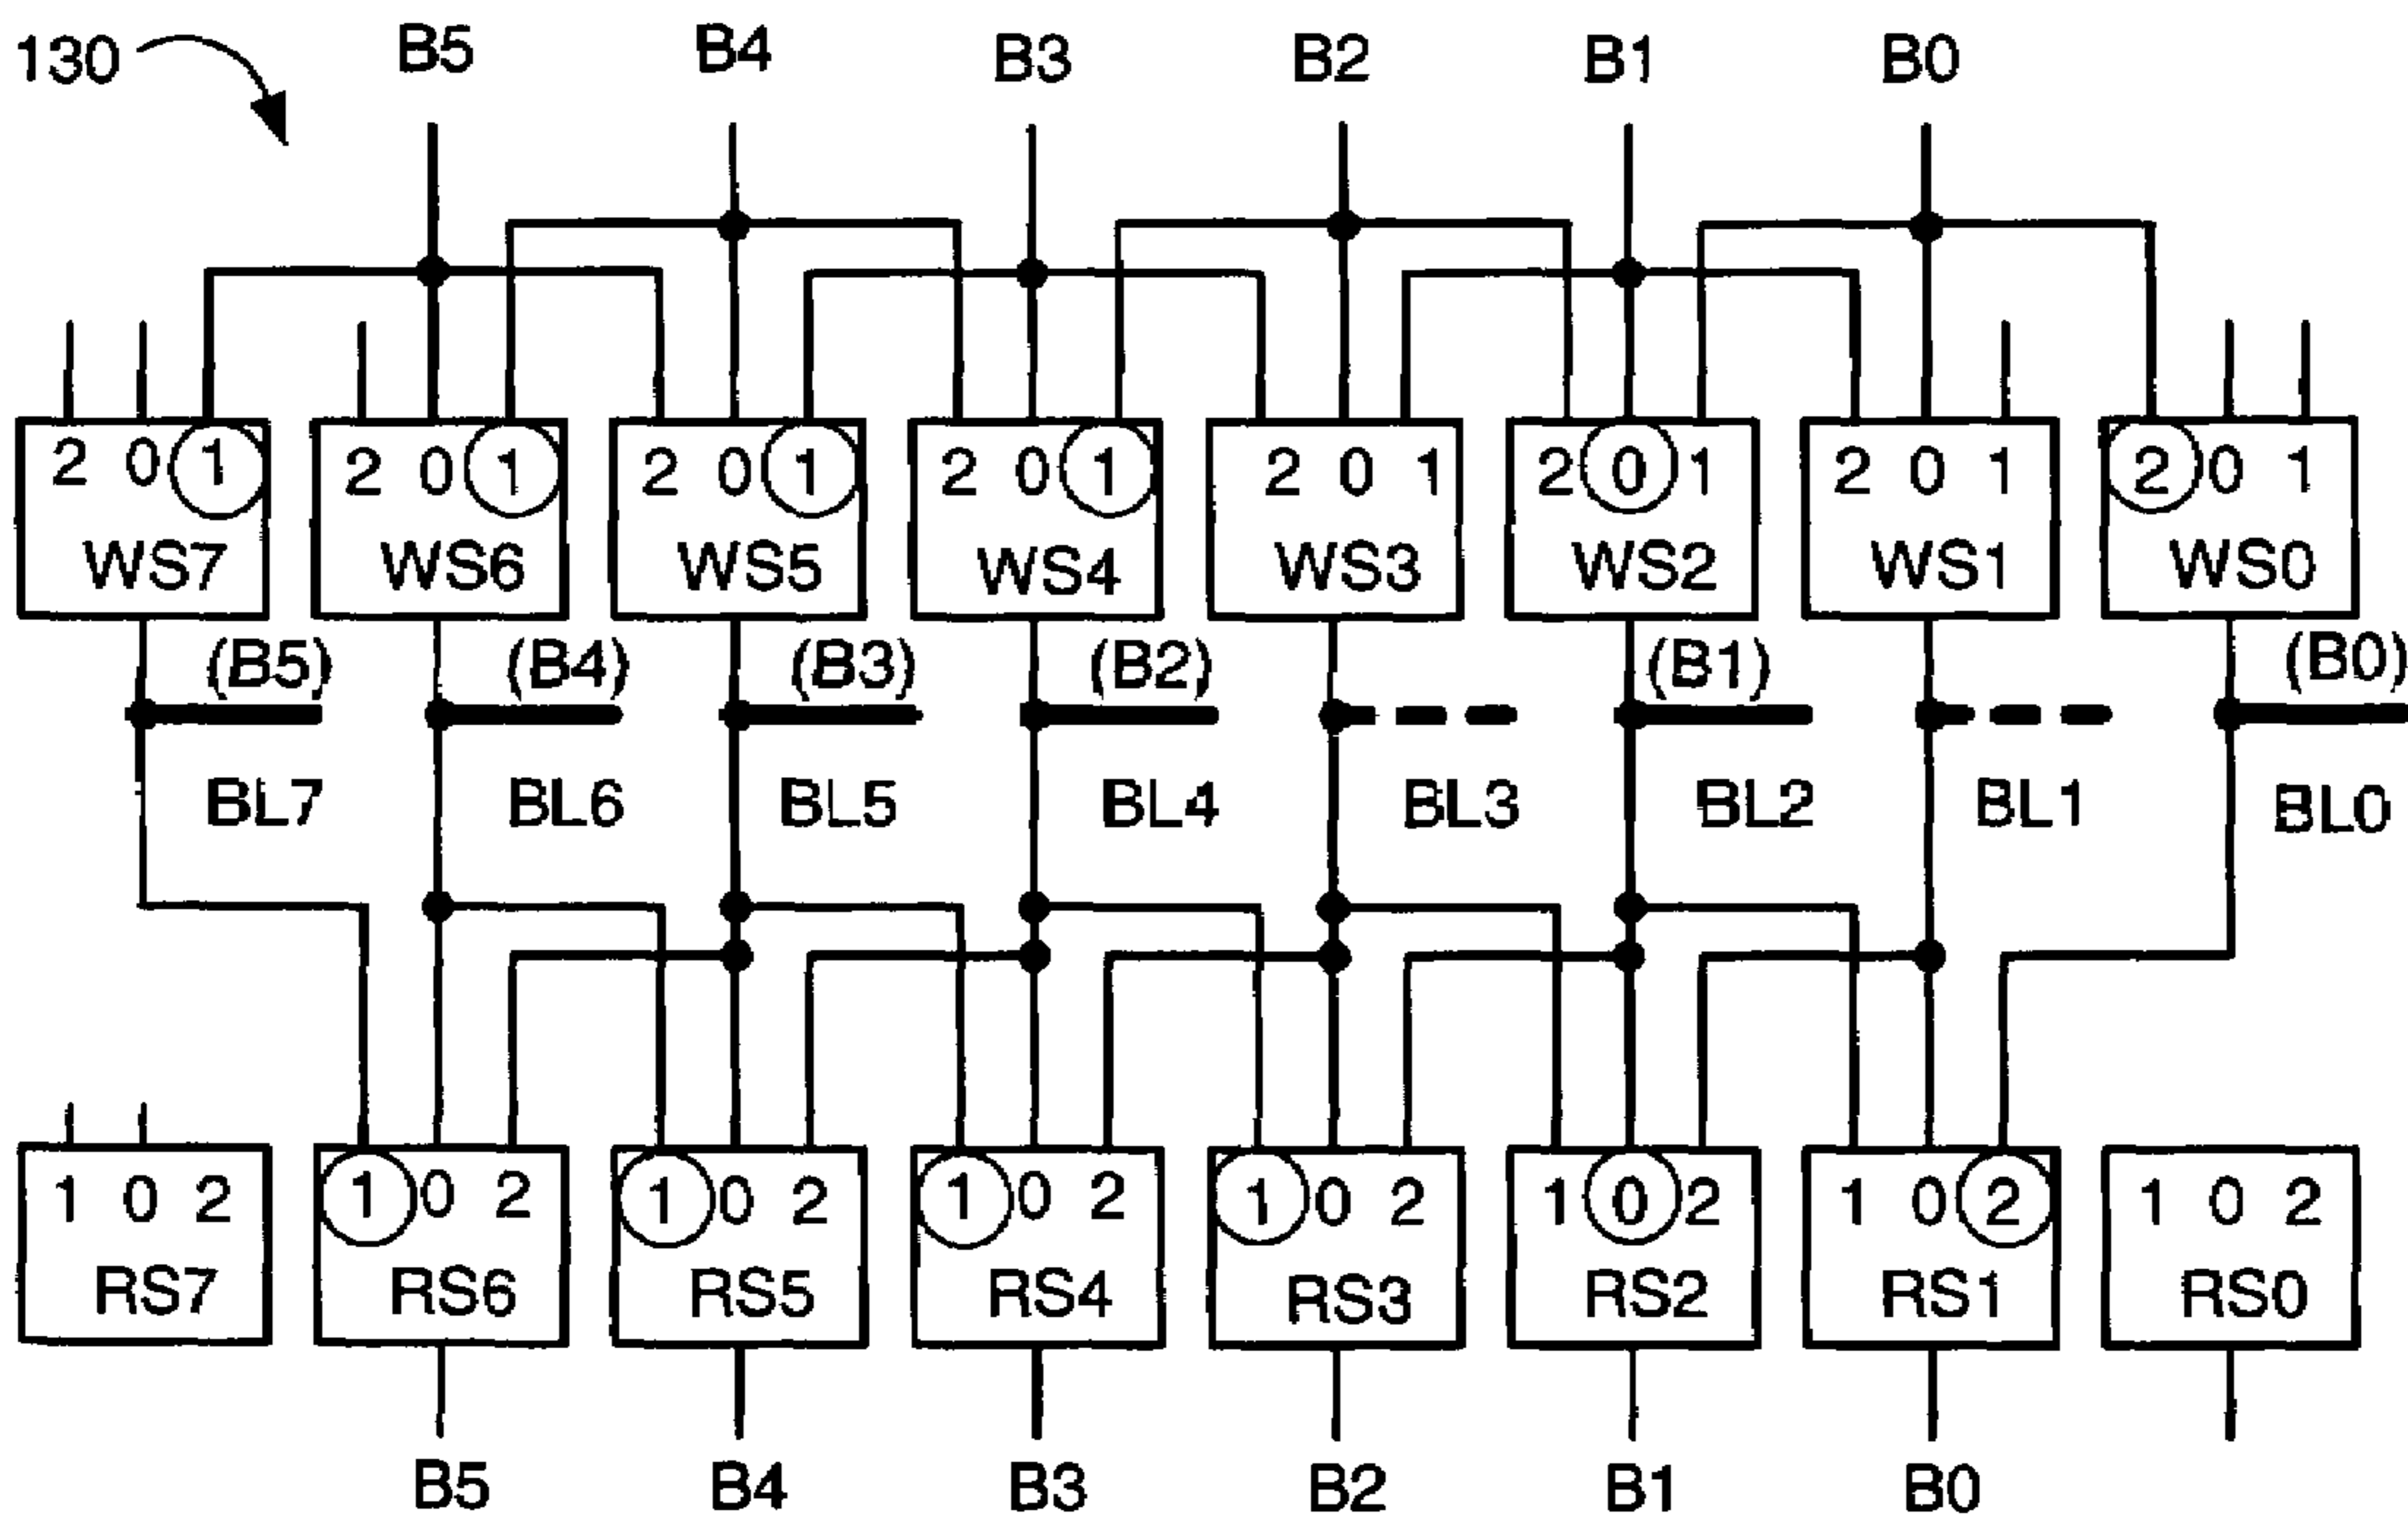 130 B5 B4 B3 B2 B1 B0
2 0 1 2 0 1 2 0 1 2 0 1 2 0 1 2 0 1 2 0 1 2 0 1
WS7 WS6 WS5 WS4 WS3 WS2 WS1 WS0
(B5) (B4) (B3) (B2) (B1) (B0)
BL7 BL6 BL5 BL4 BL3 BL2 BL1 BL0
1 0 2 1 0 2 1 0 2 1 0 2 1 0 2 1 0 2 1 0 2 1 0 2
RS7 RS6 RS5 RS4 RS3 RS2 RS1 RS0
B5 B4 B3 B2 B1 B0